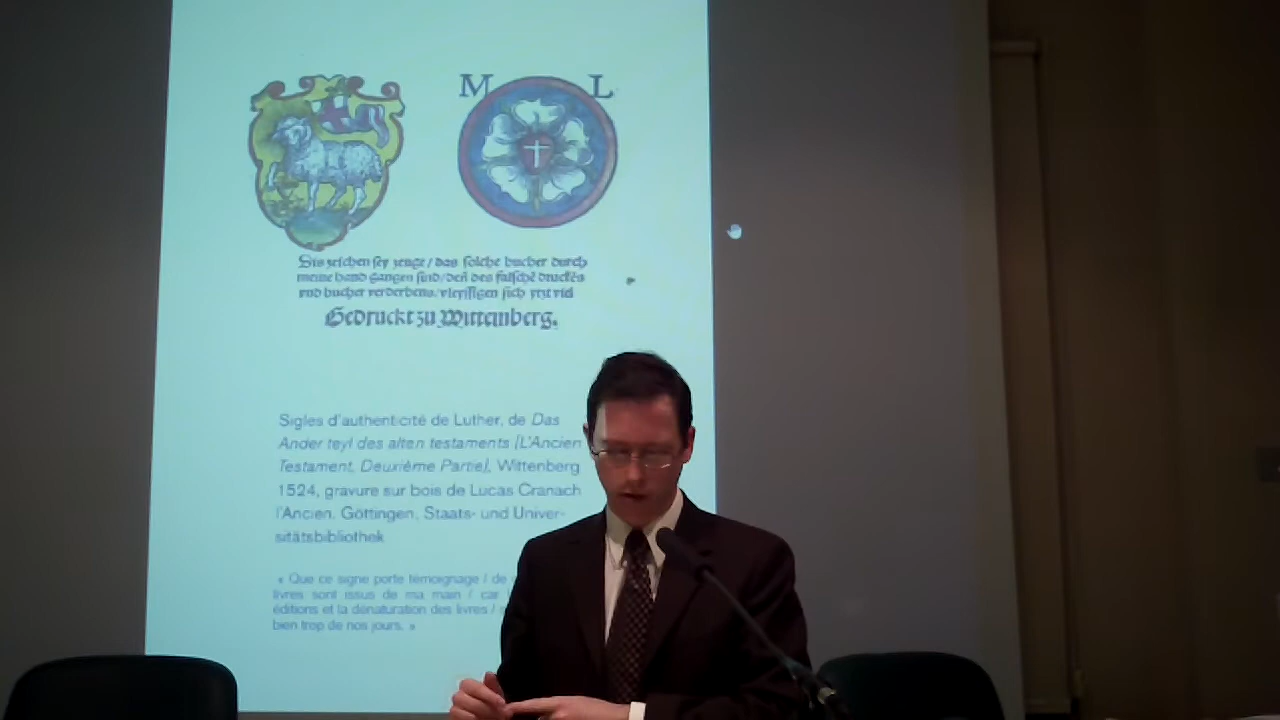 M L
Dis zeichen sey zeuge / das solche bucher durch
meine hand gangen sind / deñ des falschē druckēs
vnd bucher verderbens / vleyssigen sich ytzt viel
Gedruckt zu Wittemberg.
Sigles d'authenticité de Luther, de Das
Ander teyl des alten testaments [L'Ancien
Testament, Deuxième Partie], Wittenberg
1524, gravure sur bois de Lucas Cranach
l'Ancien. Göttingen, Staats- und Univer-
sitätsbibliothek
« Que ce signe porte témoignage / de
livres sont issus de ma main / car
éditions et la dénaturation des livres /
bien trop de nos jours. »